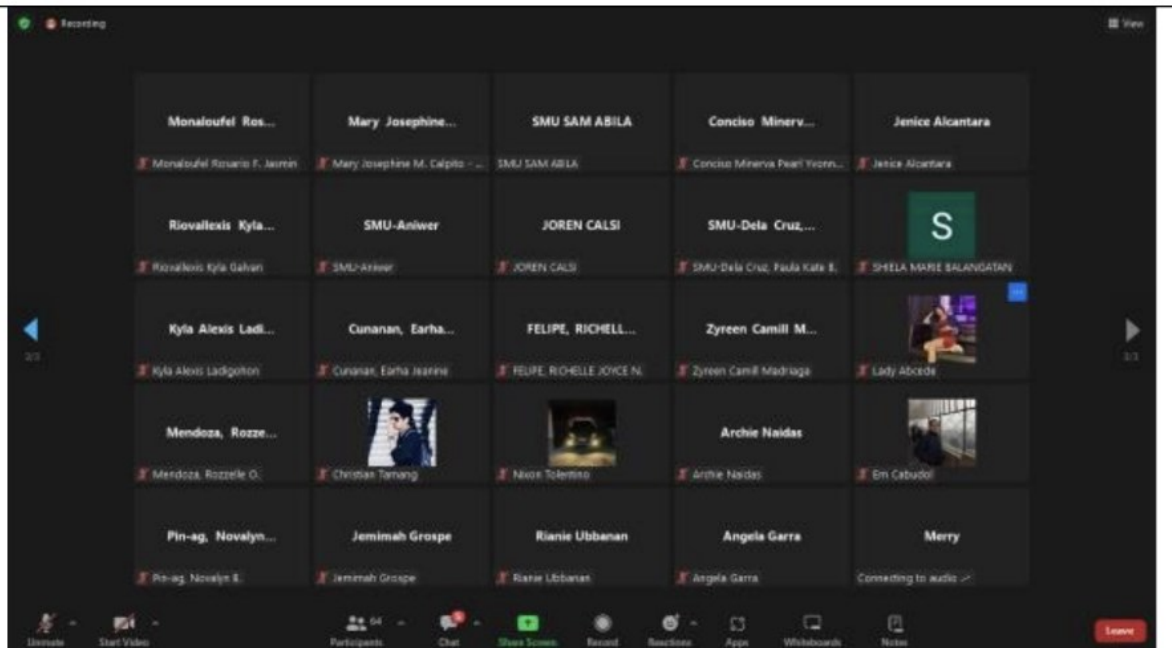 Recording
View
Monaloufel Ros...
Mary Josephine...
SMU SAM ABILA
Conciso Minerv...
Jenice Alcantara
Monaloufel Rosario F. Jasmin
Mary Josephine M. Calpito - ...
SMU SAM ABILA
Conciso Minerva Pearl Yvonn...
Jenice Alcantara
Riovallexis Kyla...
SMU-Aniwer
JOREN CALSI
SMU-Dela Cruz,...
S
Riovallexis Kyla Galvan
SMU-Aniwer
JOREN CALSI
SMU-Dela Cruz, Paula Kate B.
SHIELA MARIE BALANGATAN
Kyla Alexis Ladi...
Cunanan, Earha...
FELIPE, RICHELL...
Zyreen Camill M...
Kyla Alexis Ladigohon
Cunanan, Earha Jeanine
FELIPE, RICHELLE JOYCE N.
Zyreen Camill Madriaga
Lady Abcede
Mendoza, Rozze...
Archie Naidas
Mendoza, Rozzelle O.
Christian Tamang
Nixon Tolentino
Archie Naidas
Em Cabudol
Pin-ag, Novalyn...
Jemimah Grospe
Rianie Ubbanan
Angela Garra
Merry
Pin-ag, Novalyn B.
Jemimah Grospe
Rianie Ubbanan
Angela Garra
Connecting to audio
64
Unmute
Start Video
Participants
Chat
Share Screen
Record
Reactions
Apps
Whiteboards
Notes
Leave